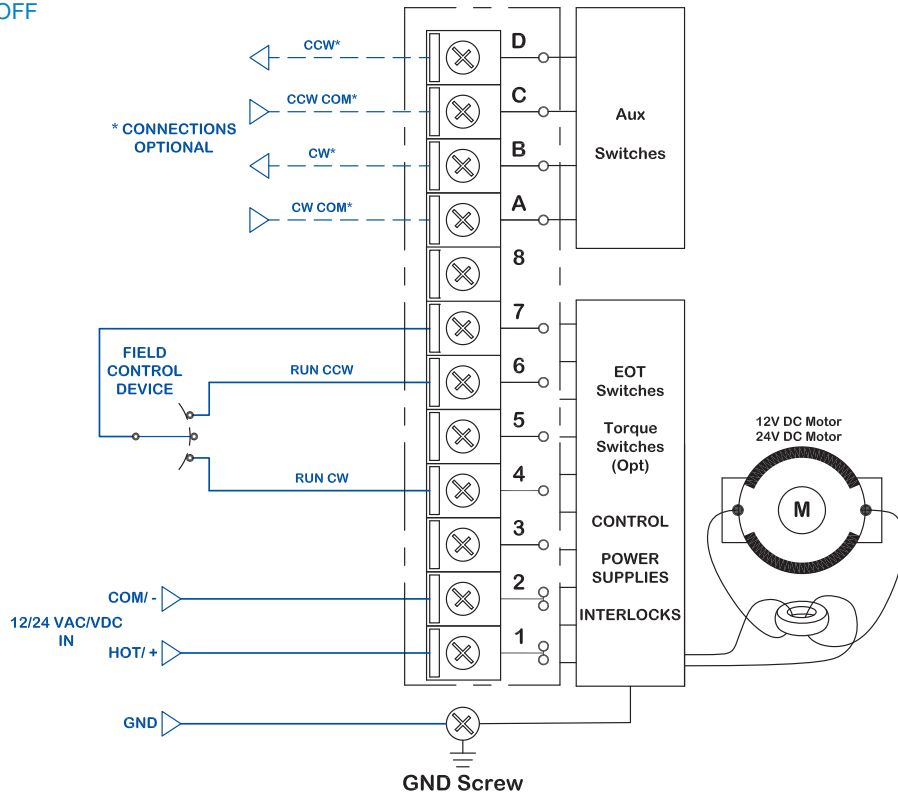 OFF
CCW*
D
CCW COM*
C
Aux
Switches
* CONNECTIONS
OPTIONAL
CW*
B
CW COM*
A
8
7
FIELD
CONTROL
DEVICE
RUN CCW
6
EOT
Switches
5
Torque
Switches
(Opt)
12V DC Motor
24V DC Motor
M
RUN CW
4
CONTROL
3
POWER
SUPPLIES
COM/ -
2
INTERLOCKS
12/24 VAC/VDC
IN
HOT/ +
1
GND
GND Screw